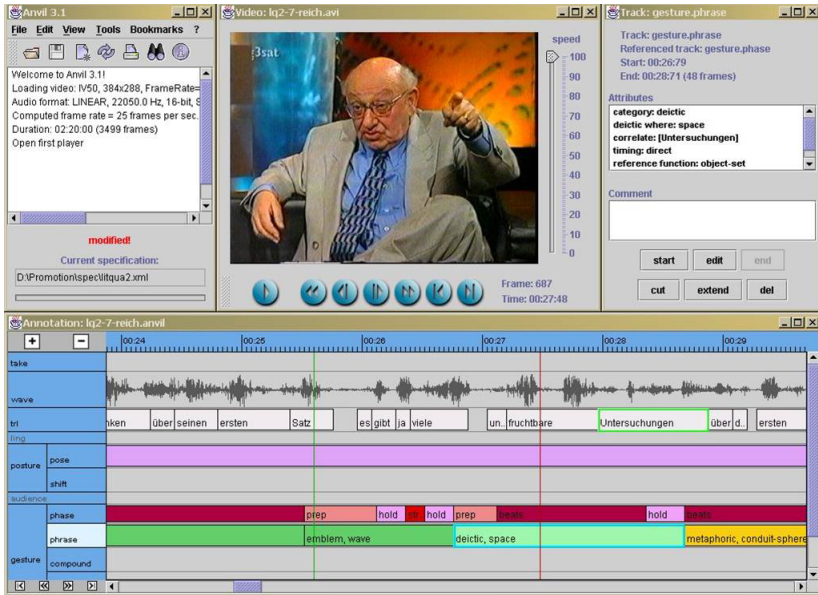 Anvil 3.1
File Edit View Tools Bookmarks ?
Welcome to Anvil 3.1!
Loading video: IV50, 384x288, FrameRate=
Audio format: LINEAR, 22050.0 Hz, 16-bit, S
Computed frame rate = 25 frames per sec.
Duration: 02:20:00 (3499 frames)
Open first player
modified!
Current specification:
D:\Promotion\spec\litqua2.xml
Video: lq2-7-reich.avi
3sat
speed
100
90
80
70
60
50
40
30
20
10
0
Frame: 687
Time: 00:27:48
Track: gesture.phrase
Track: gesture.phrase
Referenced track: gesture.phase
Start: 00:26:79
End: 00:28:71 (48 frames)
Attributes
category: deictic
deictic where: space
correlate: [Untersuchungen]
timing: direct
reference function: object-set
Comment
start edit end
cut extend del
Annotation: lq2-7-reich.anvil
+ -
00:24 00:25 00:26 00:27 00:28 00:29
take
wave
trl nken über seinen ersten Satz es gibt ja viele un.. fruchtbare Untersuchungen über d.. ersten
ling
posture pose
shift
audience
phase prep hold str hold prep beats hold beats
gesture phrase emblem, wave deictic, space metaphoric, conduit-sphere
compound